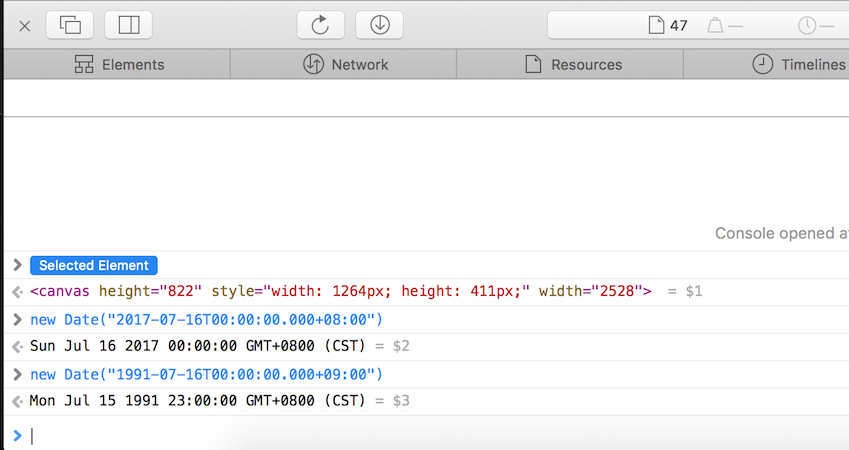 47 — —
Elements Network Resources Timelines
Console opened a
Selected Element
<canvas height="822" style="width: 1264px; height: 411px;" width="2528"> = $1
new Date("2017-07-16T00:00:00.000+08:00")
Sun Jul 16 2017 00:00:00 GMT+0800 (CST) = $2
new Date("1991-07-16T00:00:00.000+09:00")
Mon Jul 15 1991 23:00:00 GMT+0800 (CST) = $3